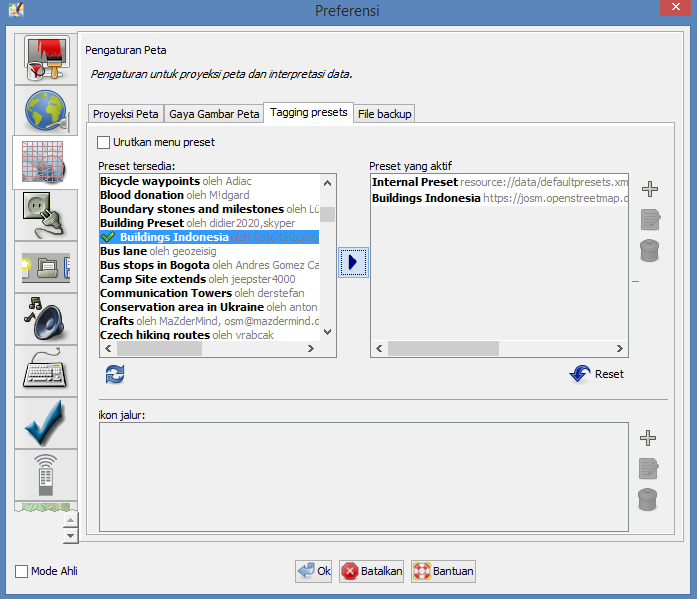 Preferensi
Pengaturan Peta
Pengaturan untuk proyeksi peta dan interpretasi data.
Proyeksi Peta
Gaya Gambar Peta
Tagging presets
File backup
Urutkan menu preset
Preset tersedia:
Bicycle waypoints oleh Adiac
Blood donation oleh M!dgard
Boundary stones and milestones oleh Lü
Building Preset oleh didier2020,skyper
Buildings Indonesia oleh Kate Chapman
Bus lane oleh geozeisig
Bus stops in Bogota oleh Andres Gomez Ca
Camp Site extends oleh jeepster4000
Communication Towers oleh derstefan
Conservation area in Ukraine oleh anton
Crafts oleh MaZderMind, osm@mazdermind.d
Czech hiking routes oleh vrabcak
Preset yang aktif
Internal Preset resource://data/defaultpresets.xm
Buildings Indonesia https://josm.openstreetmap.d
Reset
ikon jalur:
Mode Ahli
Ok
Batalkan
Bantuan